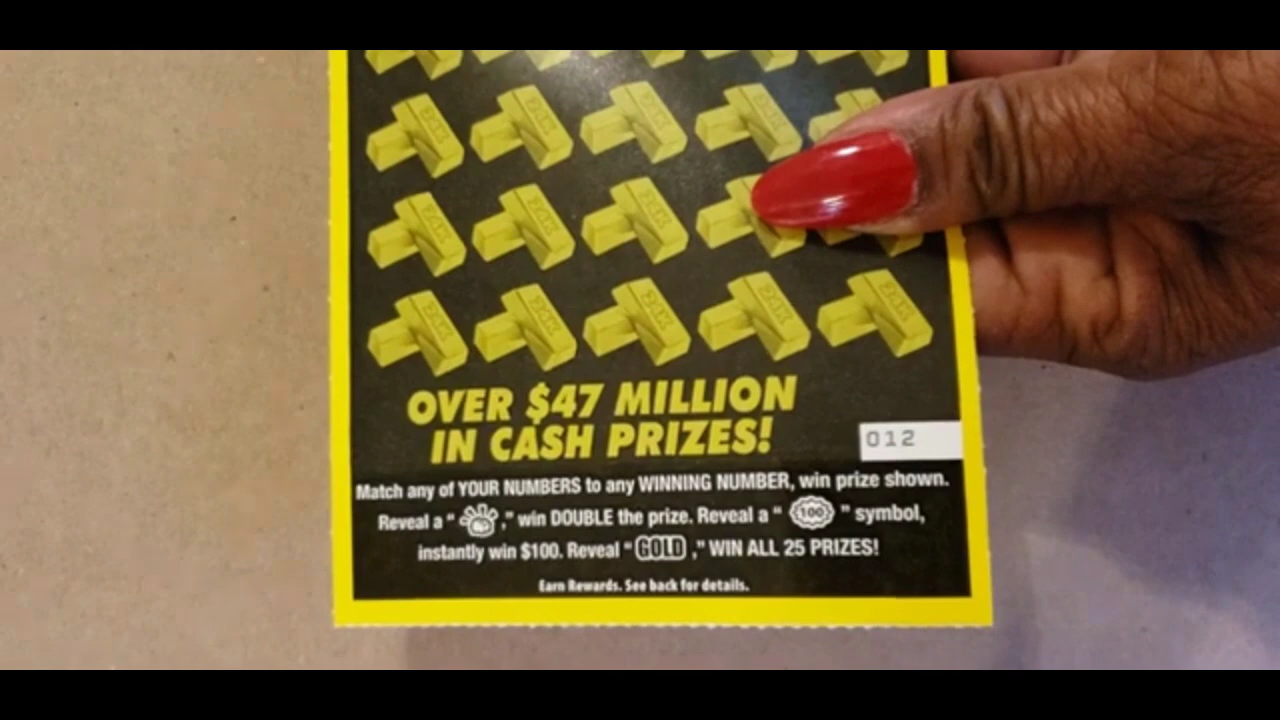 OVER $47 MILLION
IN CASH PRIZES!
012
Match any of YOUR NUMBERS to any WINNING NUMBER, win prize shown.
Reveal a " ," win DOUBLE the prize. Reveal a " 100 " symbol,
instantly win $100. Reveal "GOLD ," WIN ALL 25 PRIZES!
Earn Rewards. See back for details.